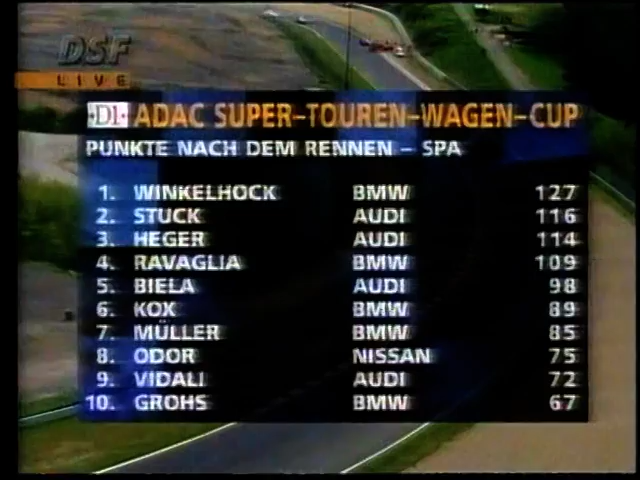 DSF
LIVE
D1 ADAC SUPER-TOUREN-WAGEN-CUP
PUNKTE NACH DEM RENNEN - SPA
1. WINKELHOCK BMW 127
2. STUCK AUDI 116
3. HEGER AUDI 114
4. RAVAGLIA BMW 109
5. BIELA AUDI 98
6. KOX BMW 89
7. MÜLLER BMW 85
8. ODOR NISSAN 75
9. VIDALI AUDI 72
10. GROHS BMW 67